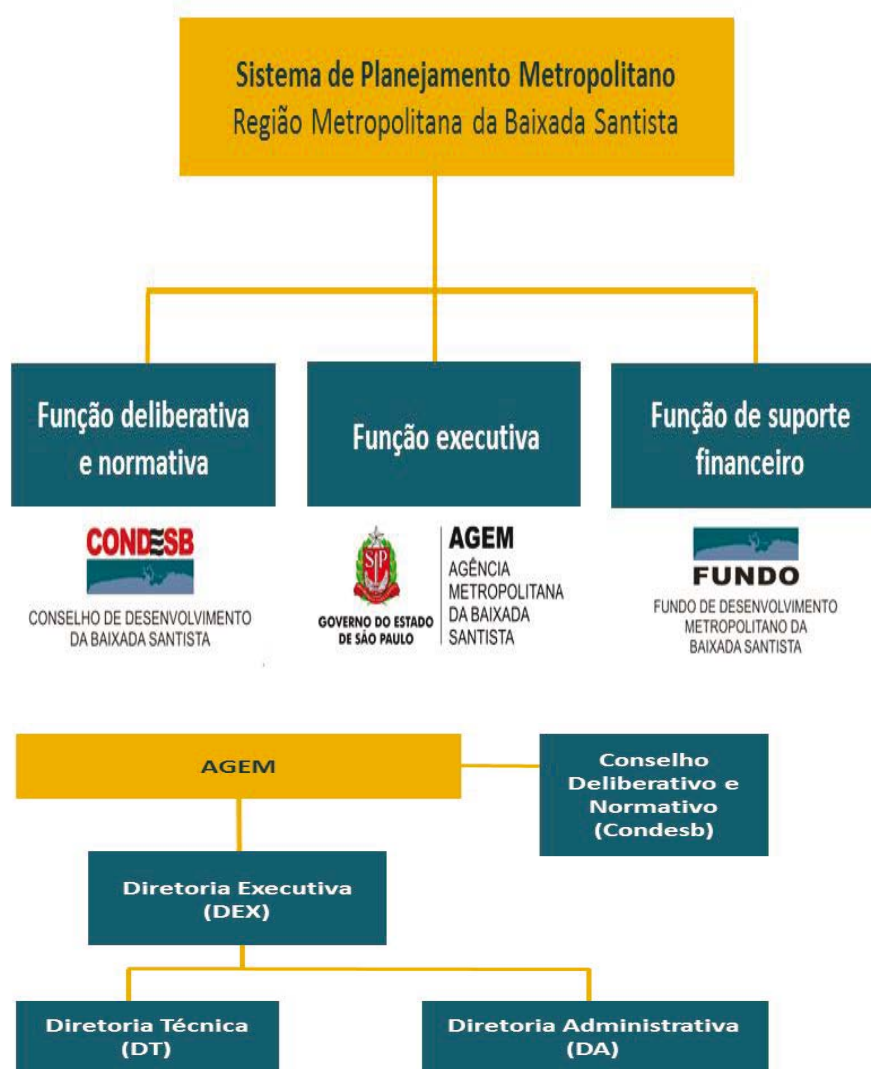 Sistema de Planejamento Metropolitano
Região Metropolitana da Baixada Santista
Função deliberativa
e normativa
Função executiva
Função de suporte
financeiro
CONDESB
CONSELHO DE DESENVOLVIMENTO
DA BAIXADA SANTISTA
SP
GOVERNO DO ESTADO
DE SÃO PAULO
AGEM
AGÊNCIA
METROPOLITANA
DA BAIXADA
SANTISTA
FUNDO
FUNDO DE DESENVOLVIMENTO
METROPOLITANO DA
BAIXADA SANTISTA
AGEM
Conselho
Deliberativo e
Normativo
(Condesb)
Diretoria Executiva
(DEX)
Diretoria Técnica
(DT)
Diretoria Administrativa
(DA)